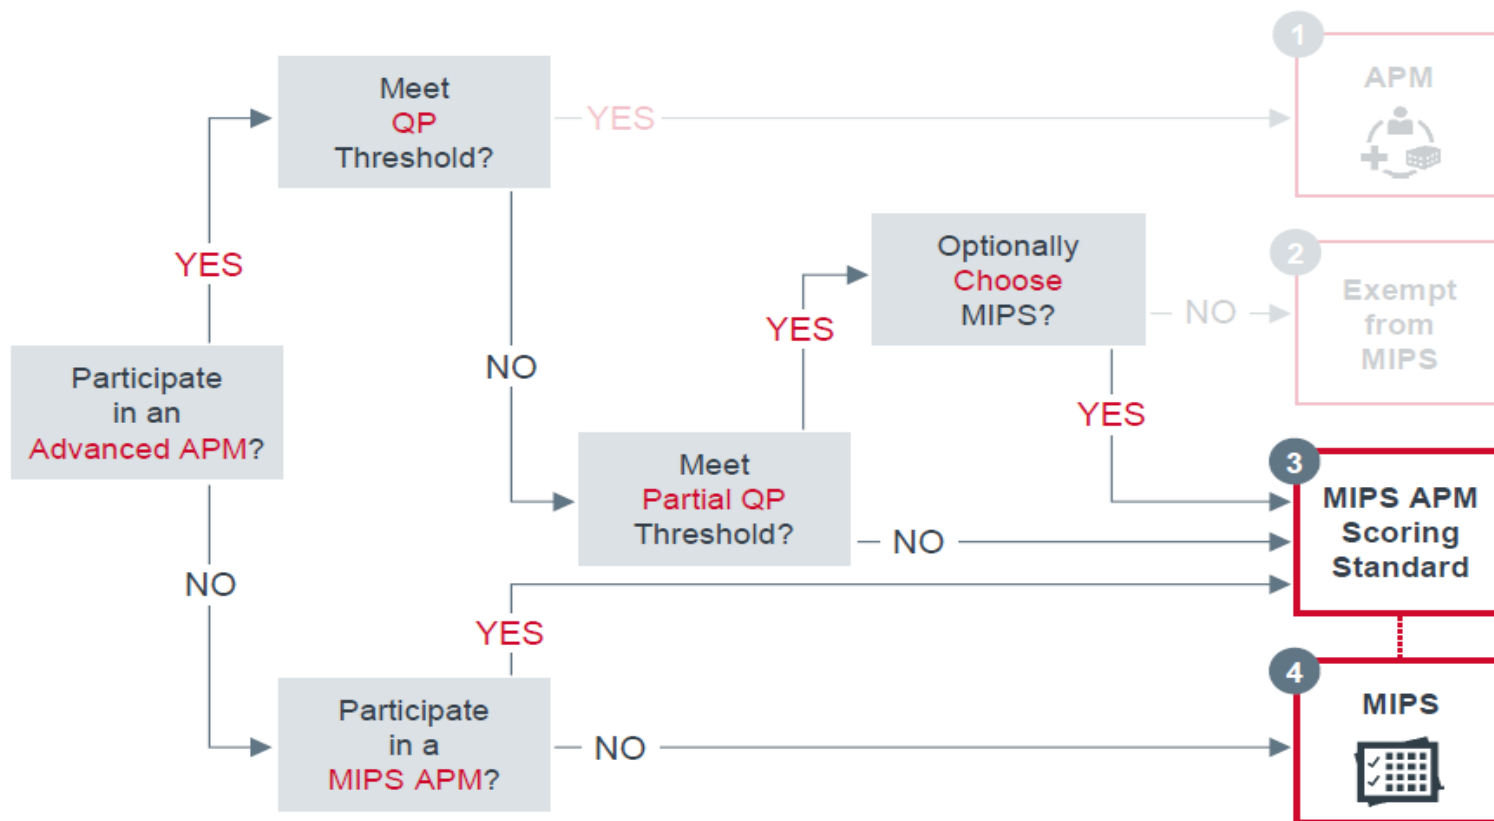 Meet
QP
Threshold?
YES
1
APM
YES
Optionally
Choose
MIPS?
NO
2
Exempt
from
MIPS
Participate
in an
Advanced APM?
NO
YES
YES
Meet
Partial QP
Threshold?
NO
3
MIPS APM
Scoring
Standard
NO
YES
Participate
in a
MIPS APM?
NO
4
MIPS